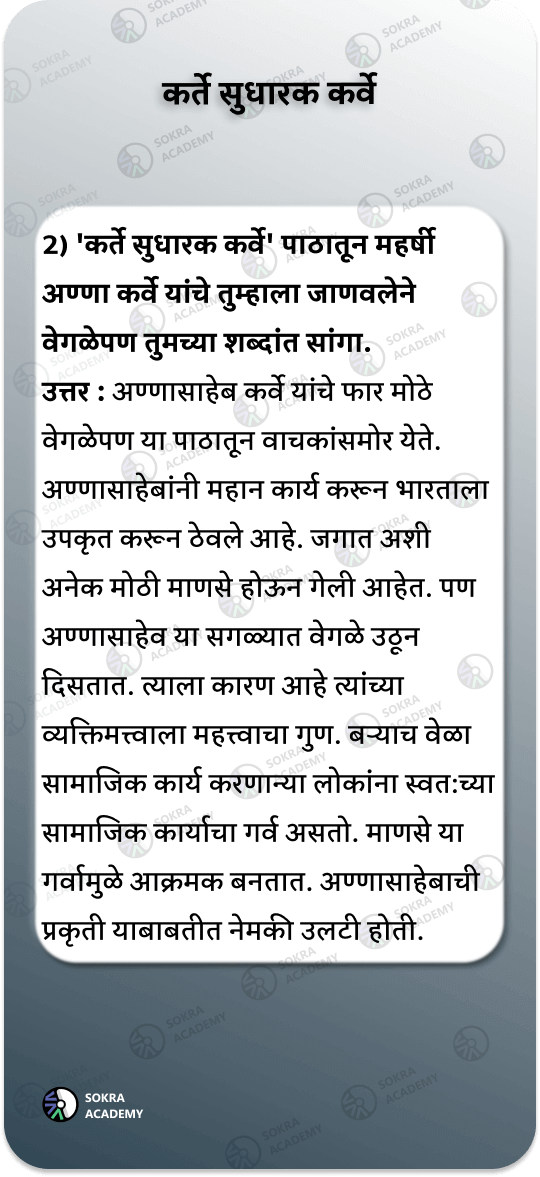 कर्ते सुधारक कर्वे
2) 'कर्ते सुधारक कर्वे' पाठातून महर्षी
अण्णा कर्वे यांचे तुम्हाला जाणवलेने
वेगळेपण तुमच्या शब्दांत सांगा.
उत्तर : अण्णासाहेब कर्वे यांचे फार मोठे
वेगळेपण या पाठातून वाचकांसमोर येते.
अण्णासाहेबांनी महान कार्य करून भारताला
उपकृत करून ठेवले आहे. जगात अशी
अनेक मोठी माणसे होऊन गेली आहेत. पण
अण्णासाहेव या सगळ्यात वेगळे उठून
दिसतात. त्याला कारण आहे त्यांच्या
व्यक्तिमत्त्वाला महत्त्वाचा गुण. बऱ्याच वेळा
सामाजिक कार्य करणान्या लोकांना स्वत:च्या
सामाजिक कार्याचा गर्व असतो. माणसे या
गर्वामुळे आक्रमक बनतात. अण्णासाहेबाची
प्रकृती याबाबतीत नेमकी उलटी होती.
SOKRA
ACADEMY